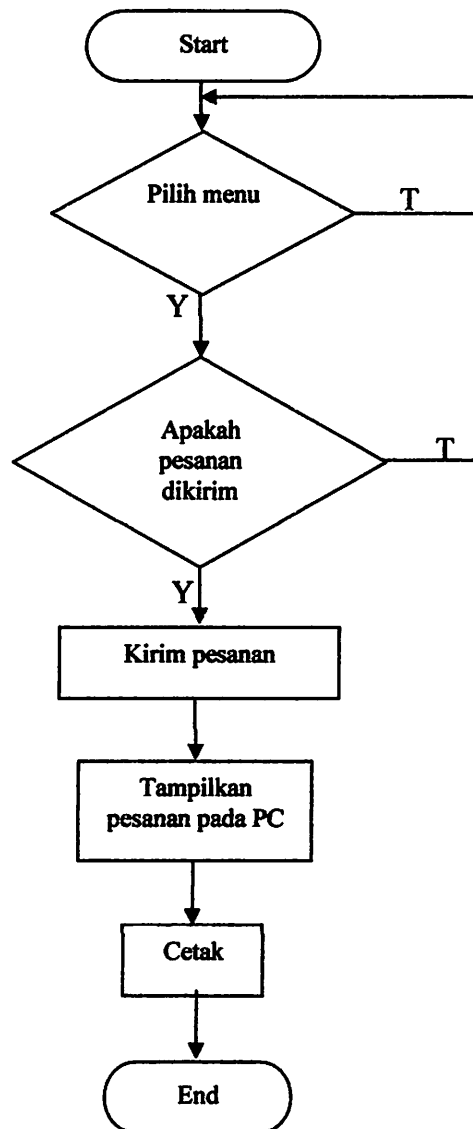 Start
Pilih menu
T
Y
Apakah
pesanan
dikirim
T
Y
Kirim pesanan
Tampilkan
pesanan pada PC
Cetak
End